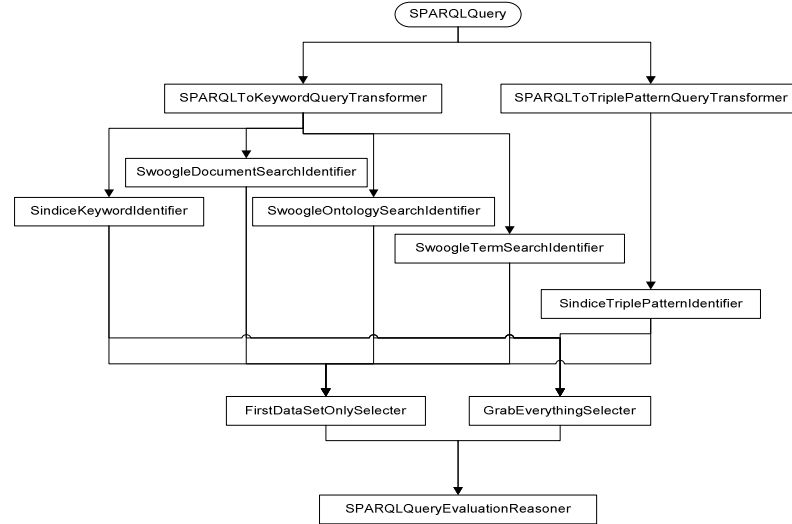 SPARQLQuery
SPARQLToKeywordQueryTransformer
SPARQLToTriplePatternQueryTransformer
SwoogleDocumentSearchIdentifier
SindiceKeywordIdentifier
SwoogleOntologySearchIdentifier
SwoogleTermSearchIdentifier
SindiceTriplePatternIdentifier
FirstDataSetOnlySelecter
GrabEverythingSelecter
SPARQLQueryEvaluationReasoner